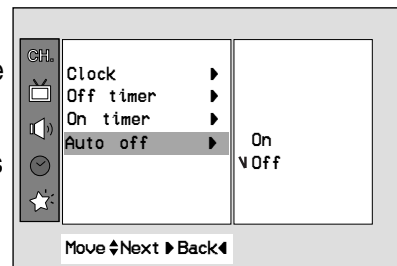 CH.
Clock ▶
Off timer ▶
On timer ▶
Auto off ▶
On
√ Off
Move ▲▼ Next ▶ Back ◀
e
s